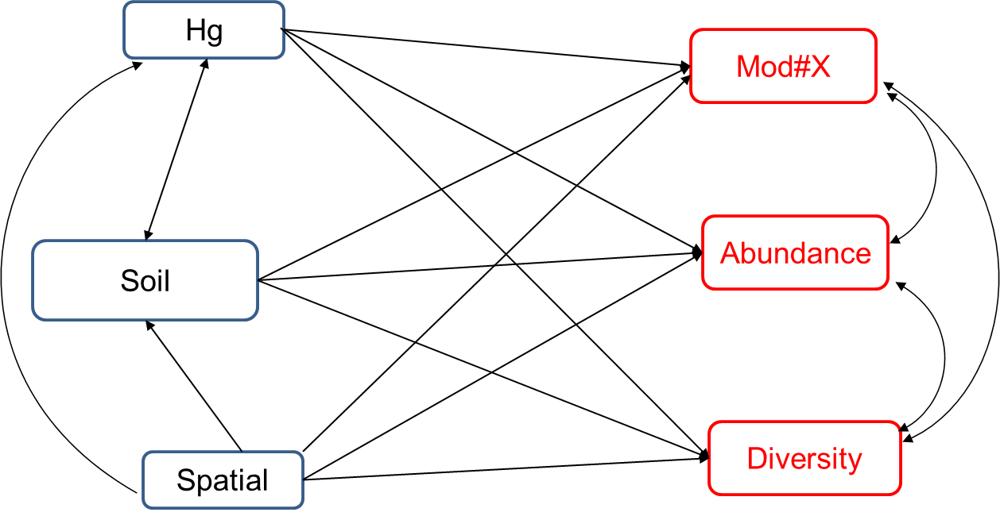 Hg
Mod#X
Soil
Abundance
Spatial
Diversity